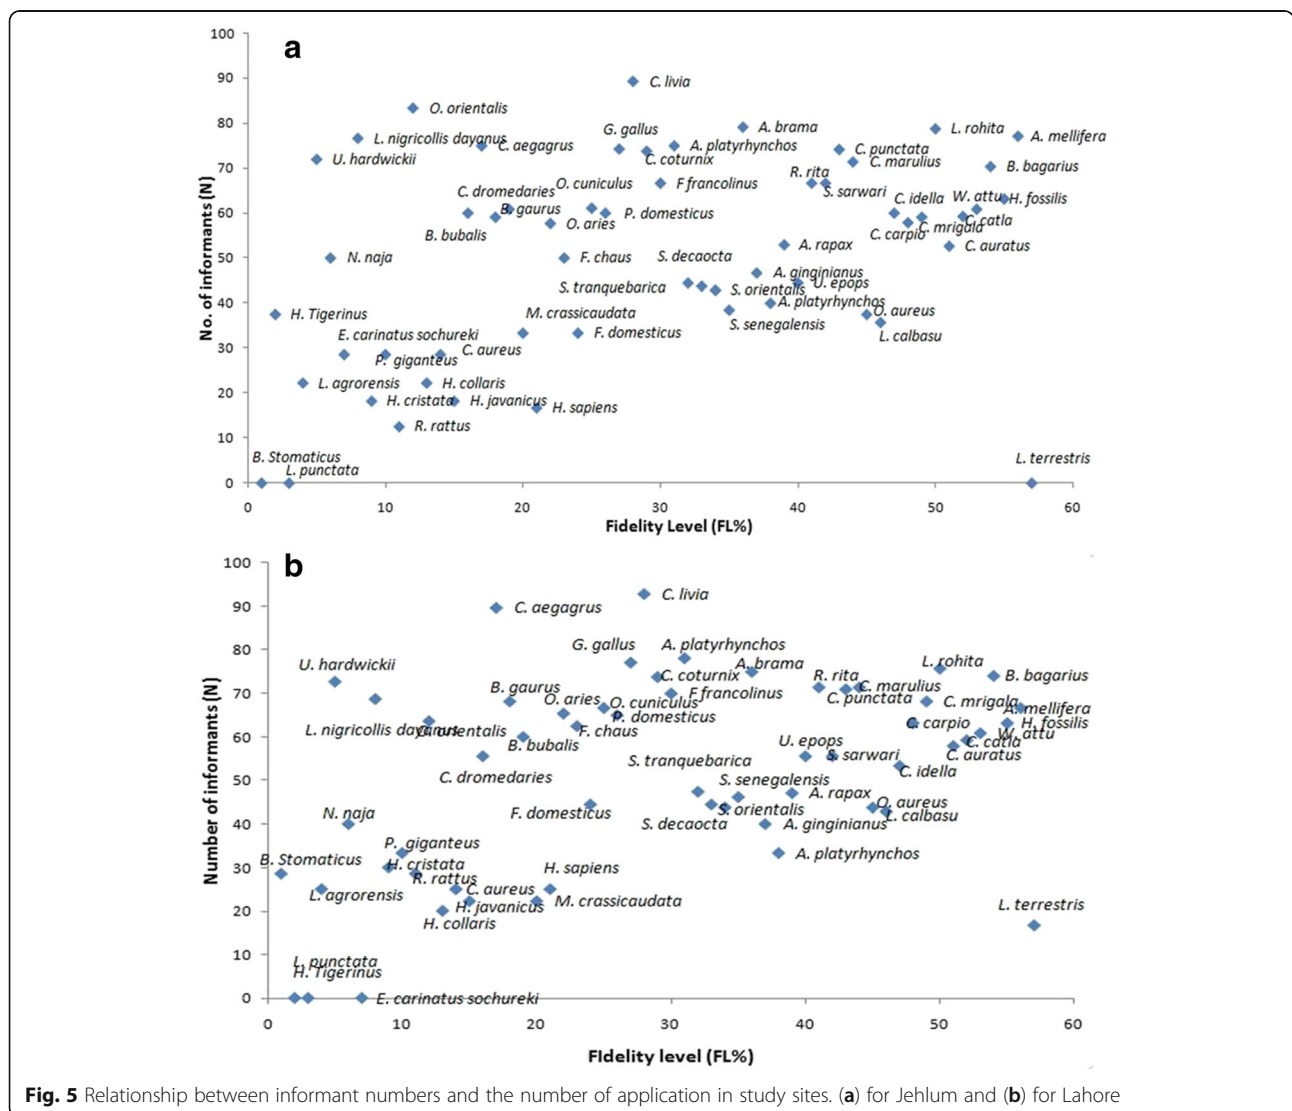 a
100
90
80
70
60
50
40
30
20
10
0
No. of informants (N)
C. livia
O. orientalis
L. nigricollis dayanus
C. aegagrus
U. hardwickii
G. gallus
A. platyrhynchos
C. coturnix
A. brama
C. punctata
C. marulius
L. rohita
A. mellifera
B. bagarius
R. rita
S. sarwari
C. dromedaries
O. cuniculus
F francolinus
B. gaurus
P. domesticus
B. bubalis
O. aries
C. idella
W. attu
H. fossilis
C. catla
C. mrigala
C. carpio
C. auratus
A. rapax
N. naja
F. chaus
S. decaocta
A. ginginianus
U. epops
S. tranquebarica
S. orientalis
A. platyrhynchos
S. senegalensis
O. aureus
L. calbasu
H. Tigerinus
M. crassicaudata
E. carinatus sochureki
F. domesticus
C. aureus
P. giganteus
L. agrorensis
H. collaris
H. cristata
H. javanicus
H. sapiens
R. rattus
B. Stomaticus
L. punctata
L. terrestris
0 10 20 30 40 50 60
Fidelity Level (FL%)
b
100
90
80
70
60
50
40
30
20
10
0
Number of informants (N)
C. livia
C. aegagrus
G. gallus
A. platyrhynchos
U. hardwickii
A. brama
L. rohita
C. coturnix
R. rita
B. bagarius
B. gaurus
F francolinus
C. marulius
O. aries
O. cuniculus
C. punctata
C. mrigala
A. mellifera
P. domesticus
L. nigricollis dayanus
O. orientalis
F. chaus
C. carpio
H. fossilis
W. attu
B. bubalis
U. epops
C. catla
S. tranquebarica
S. sarwari
C. auratus
C. dromedaries
C. idella
S. senegalensis
A. rapax
F. domesticus
S. orientalis
O. aureus
N. naja
S. decaocta
A. ginginianus
L. calbasu
P. giganteus
A. platyrhynchos
B. Stomaticus
H. cristata
H. sapiens
R. rattus
L. agrorensis
C. aureus
M. crassicaudata
H. javanicus
H. collaris
L. terrestris
L. punctata
H. Tigerinus
E. carinatus sochureki
0 10 20 30 40 50 60
FIdelity level (FL%)
Fig. 5 Relationship between informant numbers and the number of application in study sites. (a) for Jehlum and (b) for Lahore